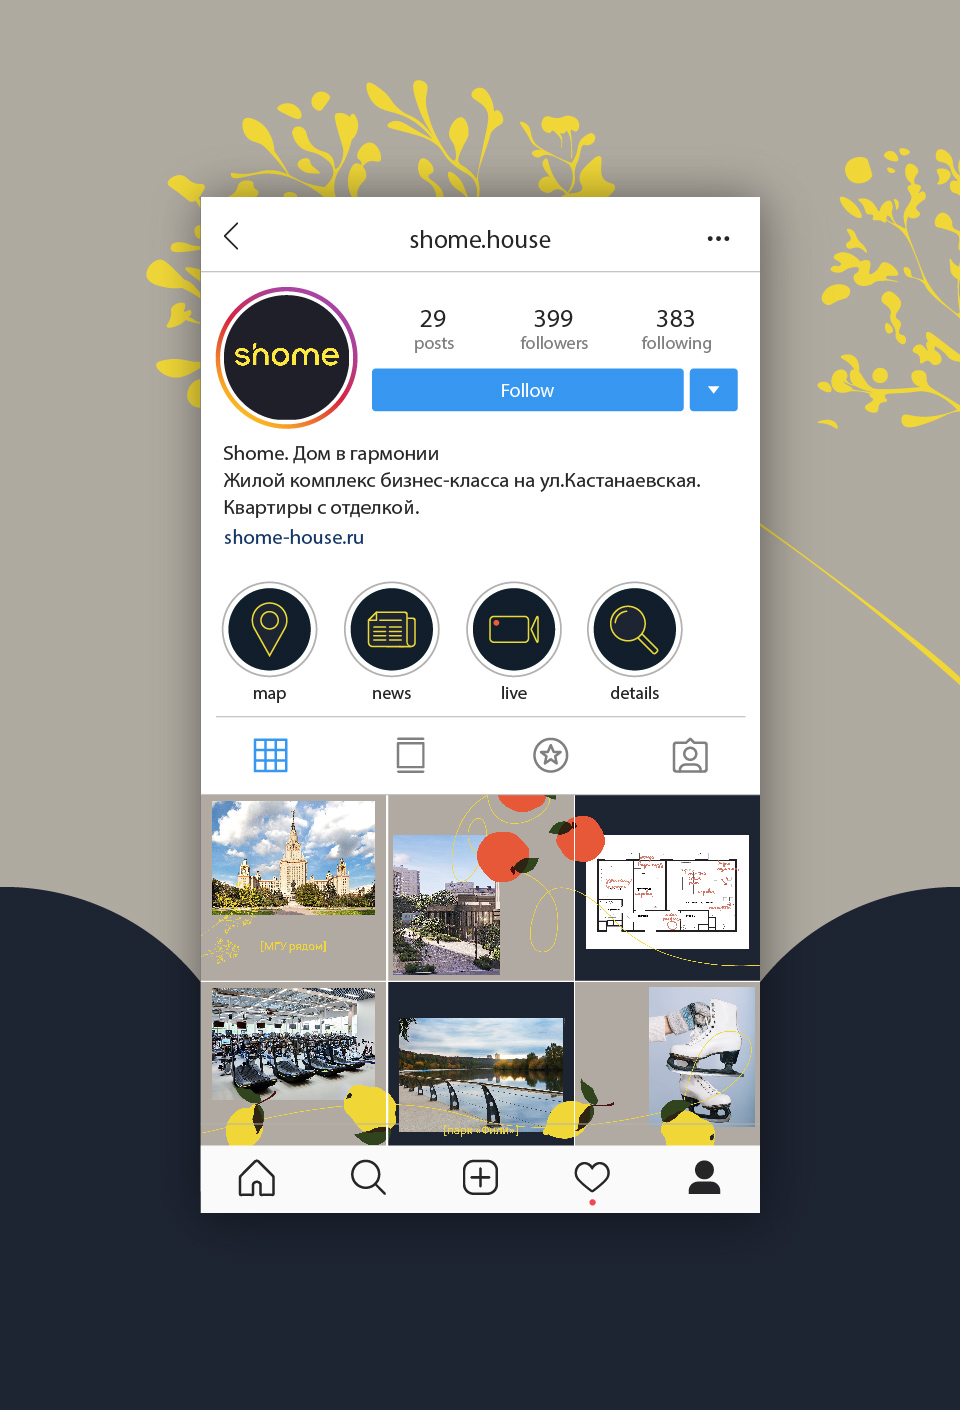 shome.house
shome
29
399
383
posts
followers
following
Follow
Shome. Дом в гармонии
Жилой комплекс бизнес-класса на ул.Кастанаевская.
Квартиры с отделкой.
shome-house.ru
map
news
live
details
[МГУ рядом]
[парк «Фили»]